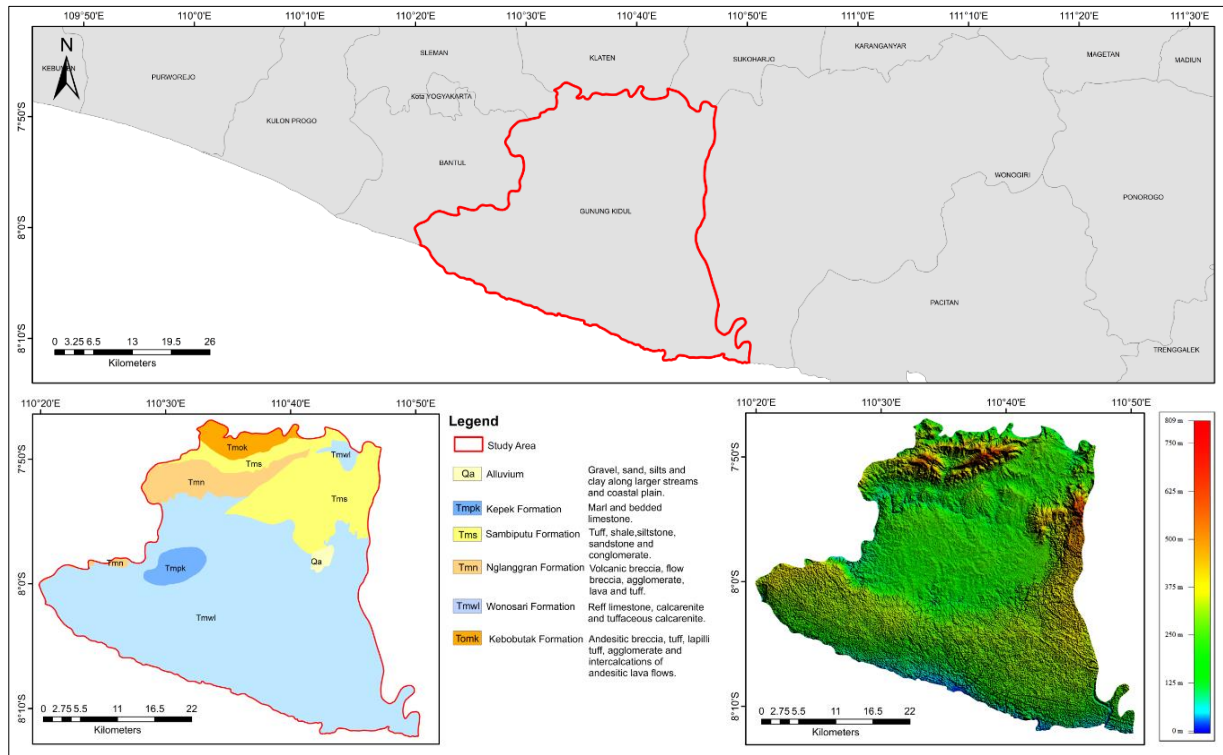 109°50'E 110°0'E 110°10'E 110°20'E 110°30'E 110°40'E 110°50'E 111°0'E 111°10'E 111°20'E 111°30'E
N
KEBUMEN
PURWOREJO
SLEMAN
KLATEN
SUKOHARJO
KARANGANYAR
MAGETAN
MADIUN
Kota YOGYAKARTA
KULON PROGO
BANTUL
GUNUNG KIDUL
WONOGIRI
PONOROGO
PACITAN
TRENGGALEK
7°50'S
8°0'S
8°10'S
0 3.25 6.5 13 19.5 26
Kilometers
110°20'E 110°30'E 110°40'E 110°50'E
7°50'S
8°0'S
8°10'S
Tmok
Tms
Tmwl
Tmn
Tms
Qa
Tmn
Tmpk
Tmwl
0 2.75 5.5 11 16.5 22
Kilometers
Legend
Study Area
Qa Alluvium Gravel, sand, silts and
clay along larger streams
and coastal plain.
Tmpk Kepek Formation Marl and bedded
limestone.
Tms Sambiputu Formation Tuff, shale,siltstone,
sandstone and
conglomerate.
Tmn Nglanggran Formation Volcanic breccia, flow
breccia, agglomerate,
lava and tuff.
Tmwl Wonosari Formation Reff limestone, calcarenite
and tuffaceous calcarenite.
Tomk Kebobutak Formation Andesitic breccia, tuff, lapilli
tuff, agglomerate and
intercalcations of
andesitic lava flows.
110°20'E 110°30'E 110°40'E 110°50'E
7°50'S
8°0'S
8°10'S
0 2.75 5.5 11 16.5 22
Kilometers
809 m
750 m
625 m
500 m
375 m
250 m
125 m
0 m